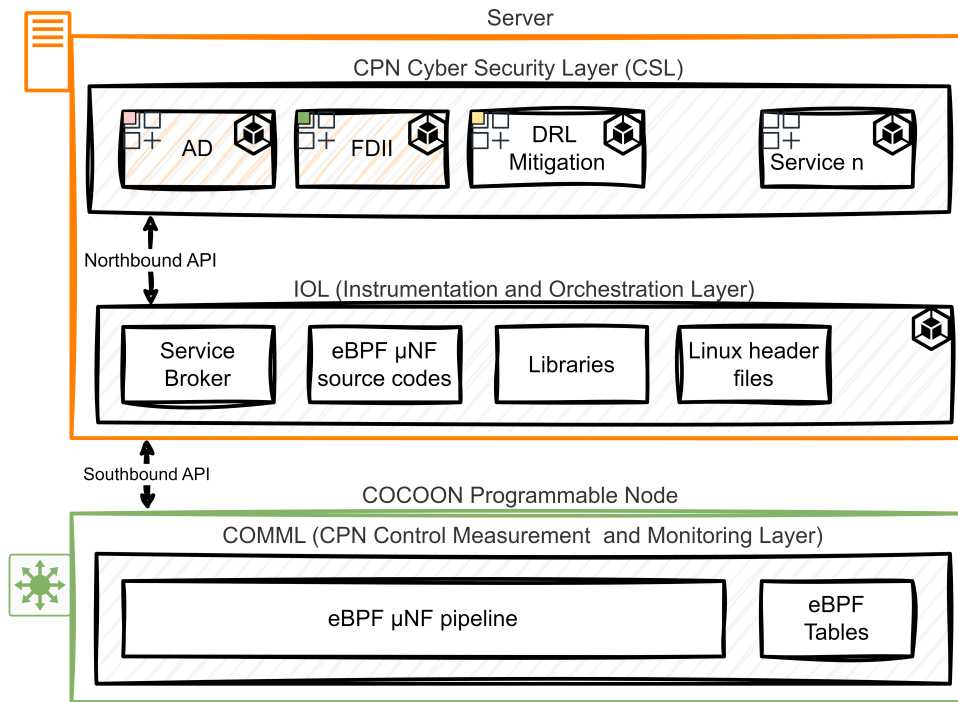 Server
CPN Cyber Security Layer (CSL)
AD
FDII
DRL
Mitigation
Service n
Northbound API
IOL (Instrumentation and Orchestration Layer)
Service
Broker
eBPF μNF
source codes
Libraries
Linux header
files
Southbound API
COCOON Programmable Node
COMML (CPN Control Measurement  and Monitoring Layer)
eBPF μNF pipeline
eBPF
Tables